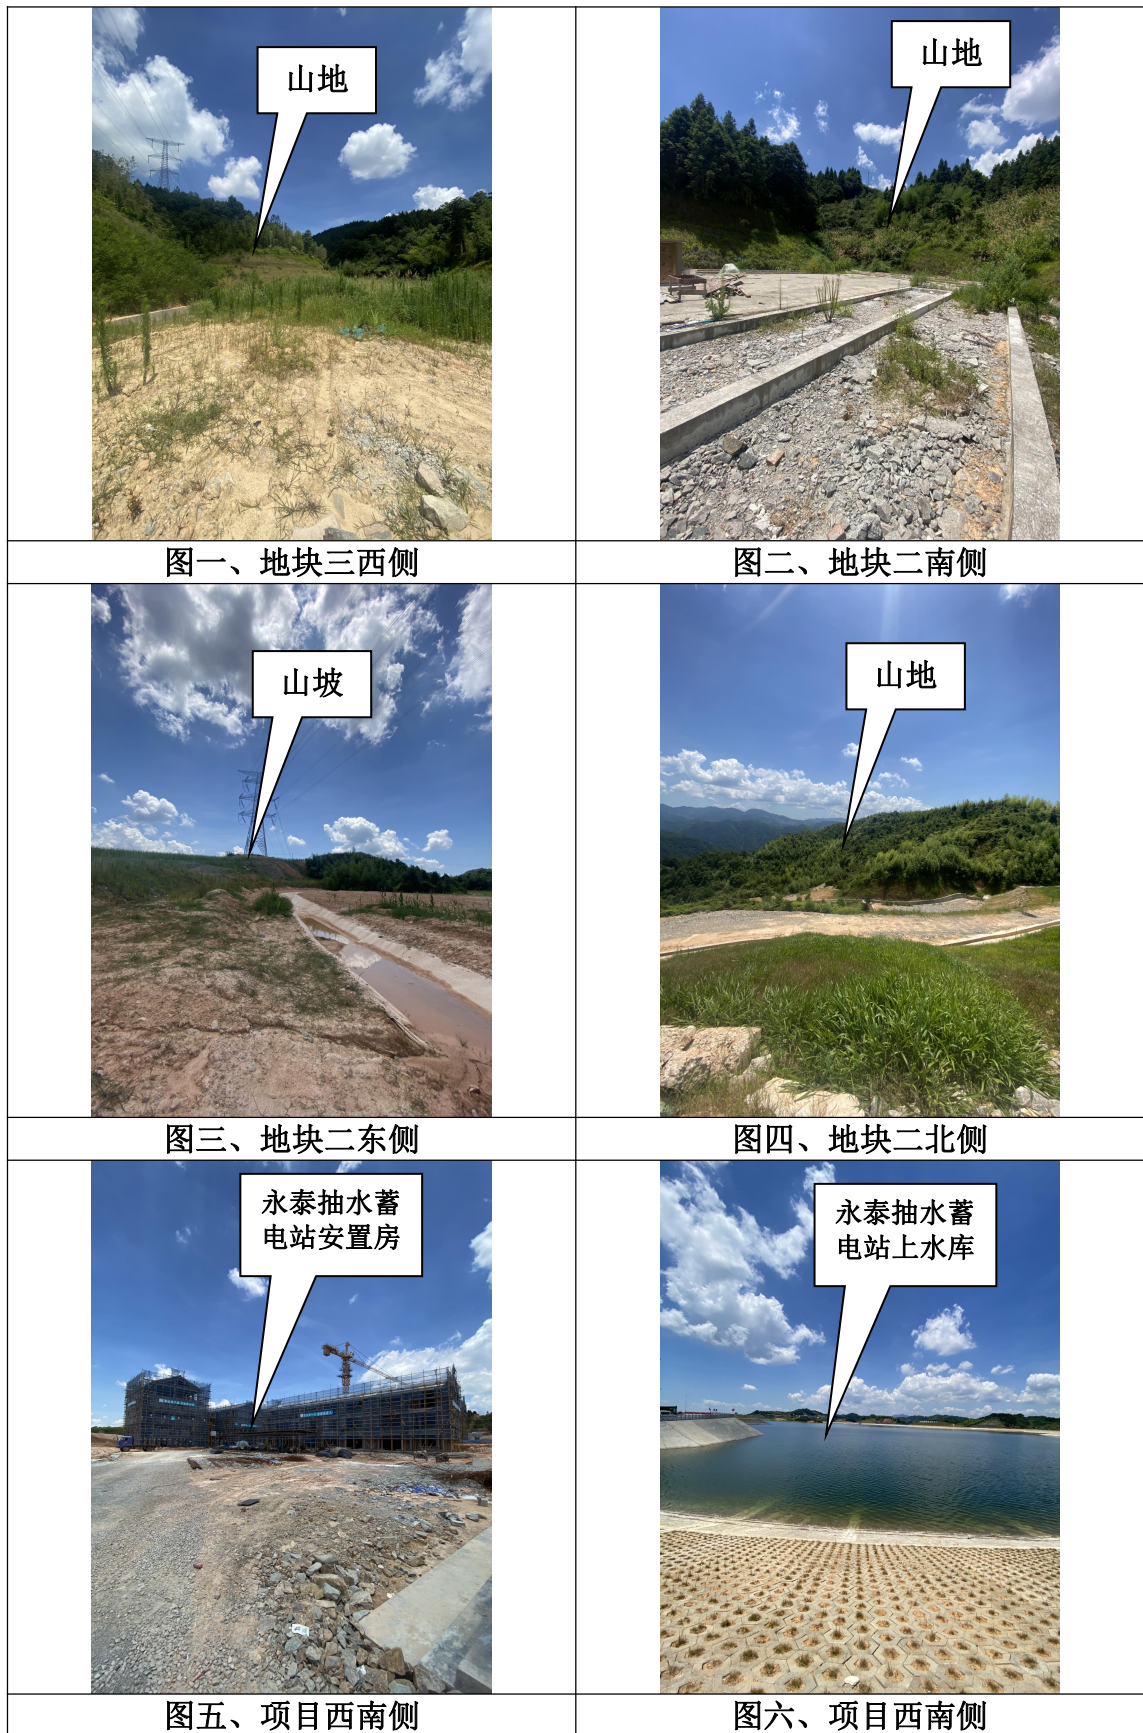 山地
山地
图一、地块三西侧
图二、地块二南侧
山坡
山地
图三、地块二东侧
图四、地块二北侧
永泰抽水蓄
电站安置房
永泰抽水蓄
电站上水库
图五、项目西南侧
图六、项目西南侧